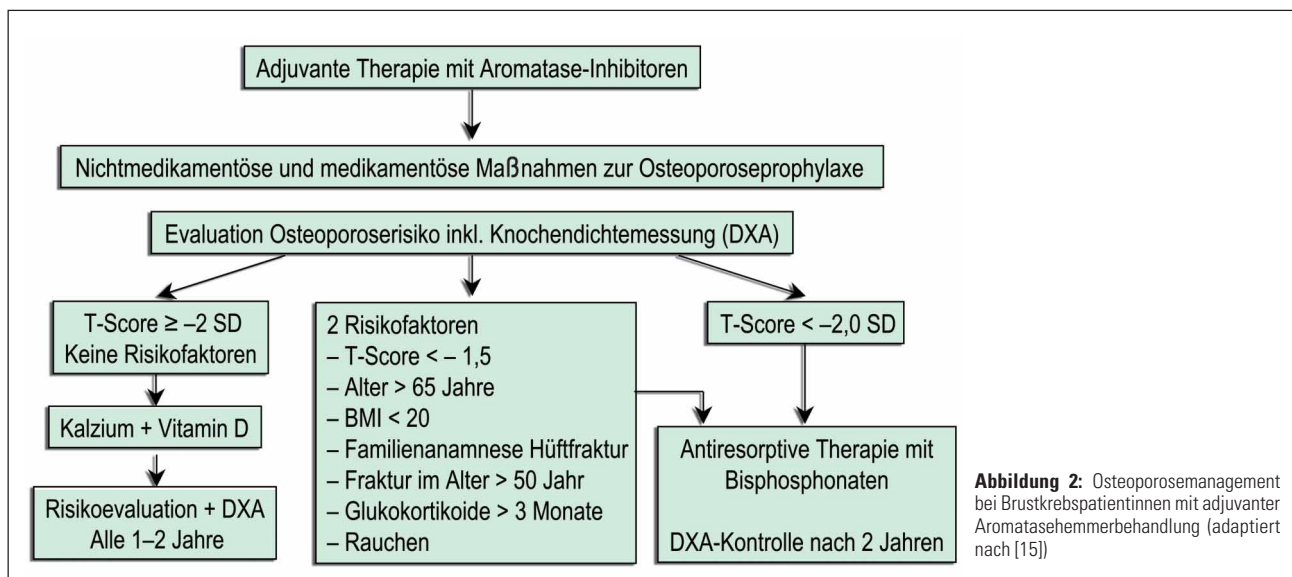 Adjuvante Therapie mit Aromatase-Inhibitoren
Nichtmedikamentöse und medikamentöse Maßnahmen zur Osteoporoseprophylaxe
Evaluation Osteoporoserisiko inkl. Knochendichtemessung (DXA)
T-Score ≥ –2 SD
Keine Risikofaktoren
Kalzium + Vitamin D
Risikoevaluation + DXA
Alle 1–2 Jahre
2 Risikofaktoren
– T-Score < – 1,5
– Alter > 65 Jahre
– BMI < 20
– Familienanamnese Hüftfraktur
– Fraktur im Alter > 50 Jahr
– Glukokortikoide > 3 Monate
– Rauchen
T-Score < –2,0 SD
Antiresorptive Therapie mit
Bisphosphonaten
DXA-Kontrolle nach 2 Jahren
Abbildung 2: Osteoporosemanagement
bei Brustkrebspatientinnen mit adjuvanter
Aromatasehemmerbehandlung (adaptiert
nach [15])